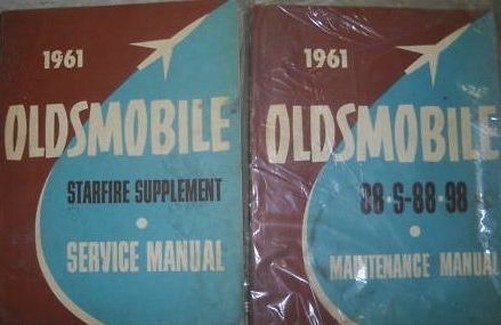 1961
OLDSMOBILE
STARFIRE SUPPLEMENT
SERVICE MANUAL
1961
OLDSMOBILE
88·S-88·98
MAINTENANCE MANUAL